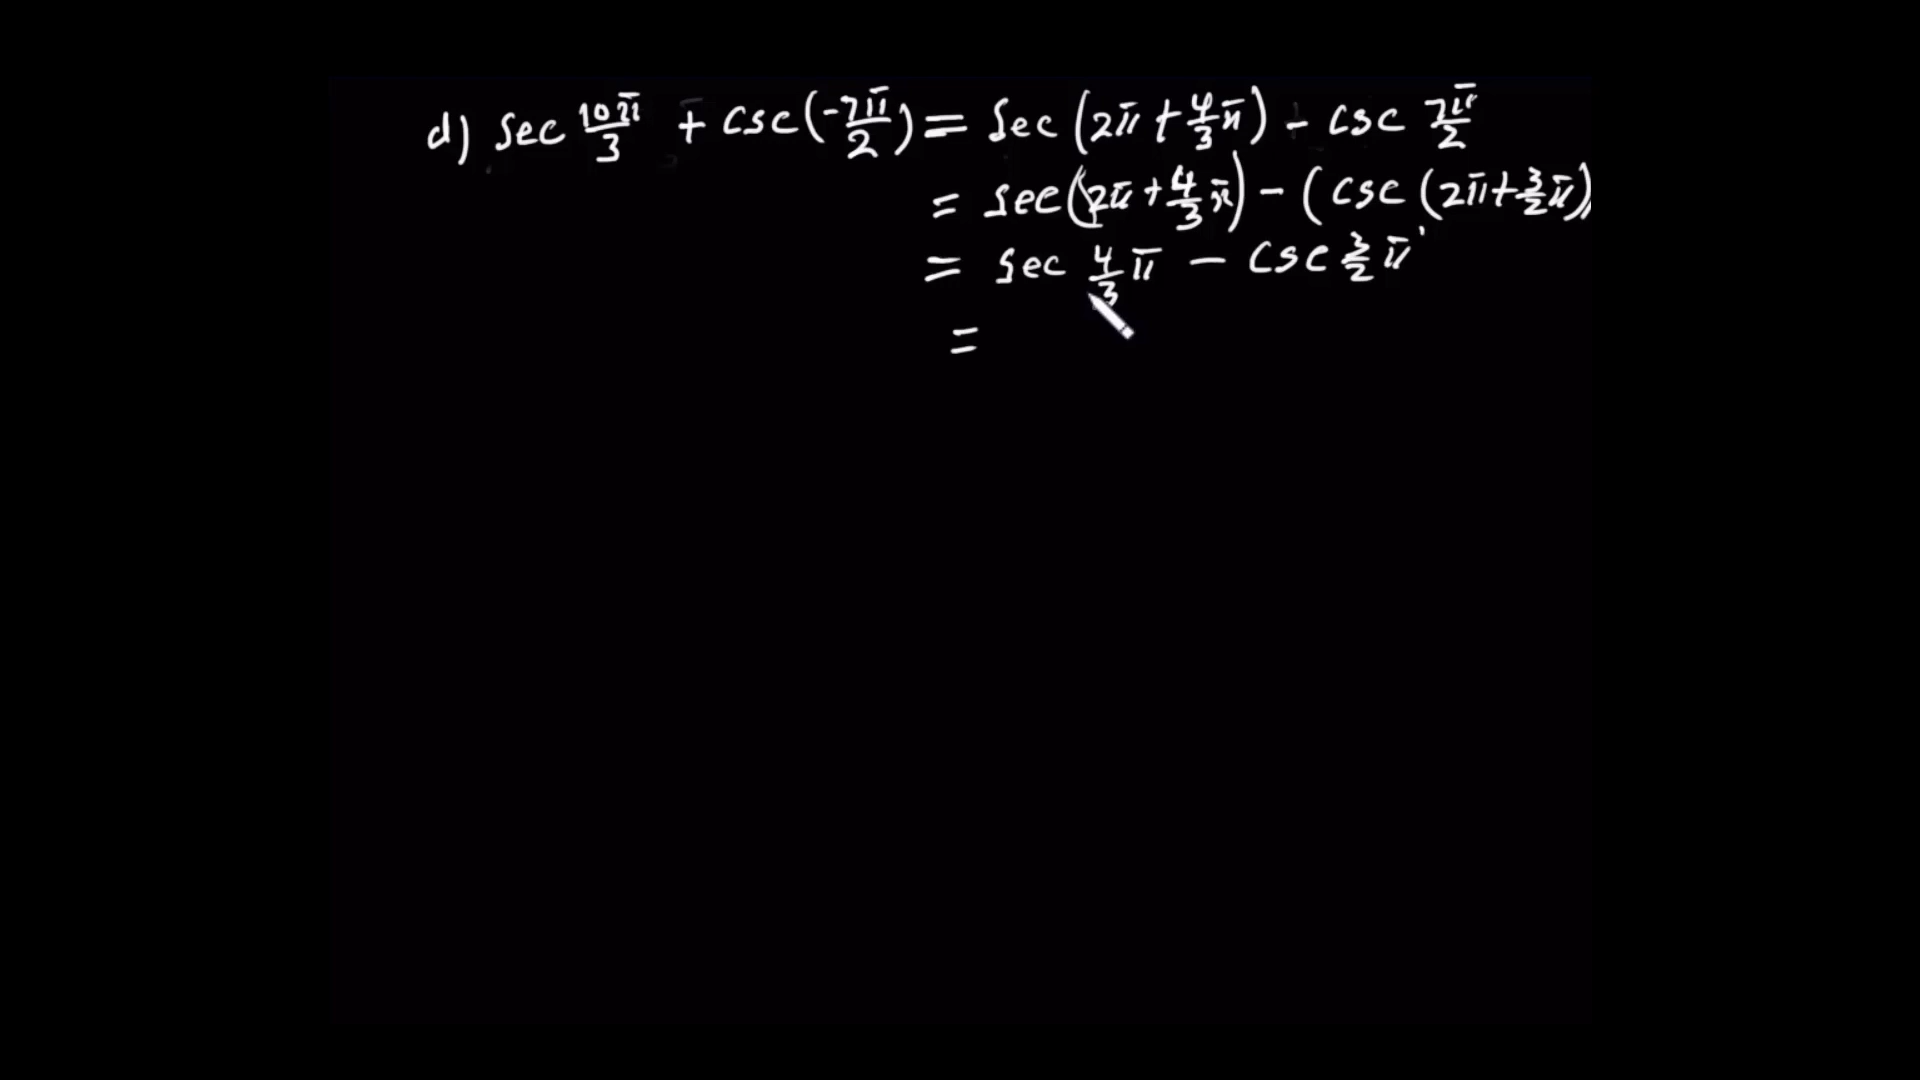 d) sec 10π/3 + csc(-7π/2) = sec (2π + 4/3 π) - csc 7π/2
= sec(2π + 4/3 π) - (csc (2π + 3/2 π)
= sec 4/3 π - csc 3/2 π
=